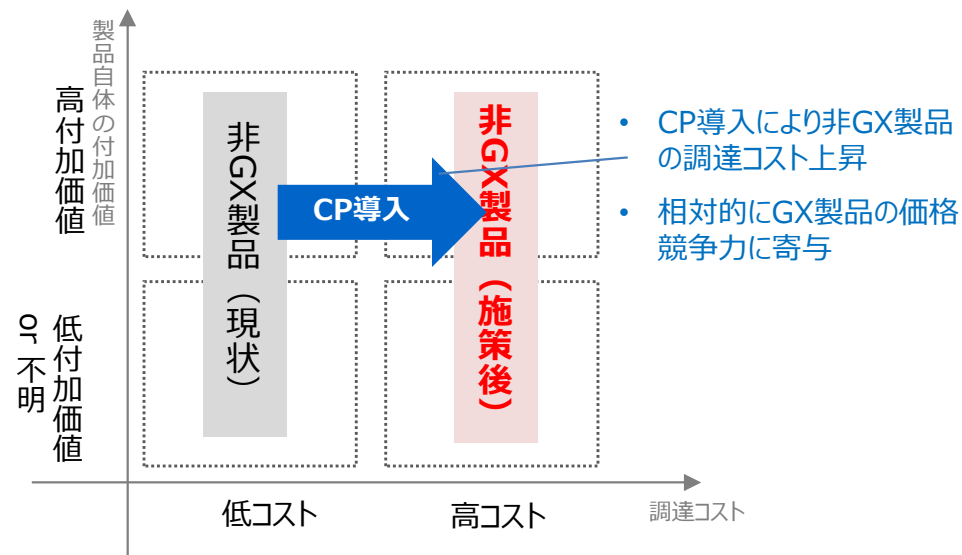 製品自体の付加価値
高付加価値
低付加価値
or 不明
非GX製品（現状）
CP導入
非GX製品（施策後）
• CP導入により非GX製品
の調達コスト上昇
• 相対的にGX製品の価格
競争力に寄与
低コスト
高コスト
調達コスト